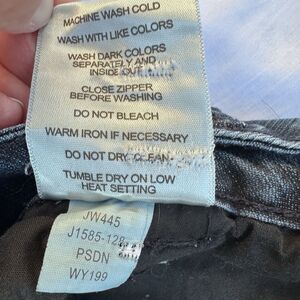 MACHINE WASH COLD
WASH WITH LIKE COLORS
WASH DARK COLORS
SEPARATELY AND
INSIDE OUT
CLOSE ZIPPER
BEFORE WASHING
DO NOT BLEACH
WARM IRON IF NECESSARY
DO NOT DRY CLEAN
TUMBLE DRY ON LOW
HEAT SETTING
JW445
PSDN
WY199